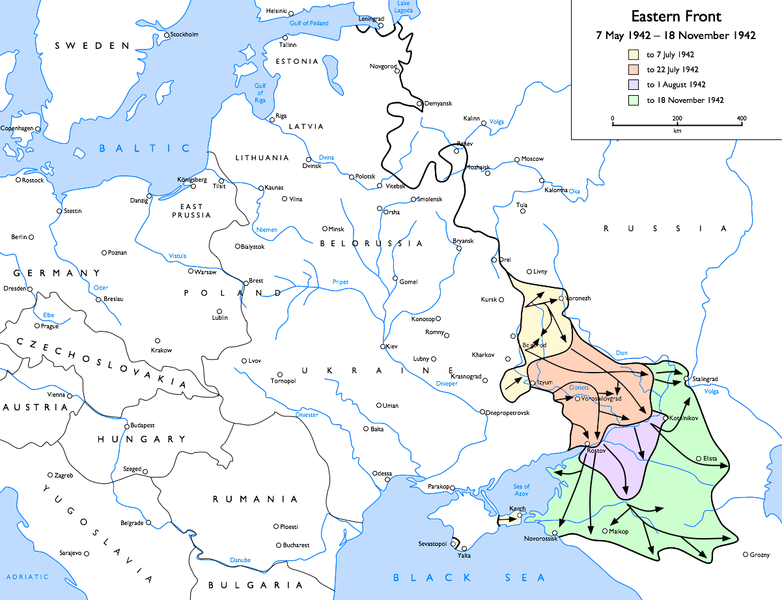 Eastern Front
7 May 1942 – 18 November 1942
to 7 July 1942
to 22 July 1942
to 1 August 1942
to 18 November 1942
0 200 400
km
Helsinki
Gulf of Finland
Leningrad
Lake
Lagoda
Stockholm
SWEDEN
Tallinn
ESTONIA
Novgorod
Gulf
of
Riga
Demyansk
Riga
LATVIA
Kalinin
Volga
Copenhagen
BALTIC
LITHUANIA
Dvina
Dvinsk
Rzhev
Mozhaisk
Moscow
Polotsk
Vitebsk
Kalomna
Oka
Rostock
Königsberg
Tilsit
Kaunas
Vilna
Smolensk
Danzig
EAST
PRUSSIA
Orsha
Tula
Stettin
Niemen
Minsk
BELORUSSIA
Bryansk
RUSSIA
Berlin
Poznan
Bialystok
Vistula
Warsaw
Orel
Livny
GERMANY
Dresden
Oder
Breslau
POLAND
Brest
Pripet
Gomel
Kursk
Voronezh
Elbe
Prague
Lublin
Konotop
Romny
Krakow
Kiev
Lubny
Kharkov
Belgorod
CZECHOSLOVAKIA
Lvov
Tornopol
UKRAINE
Krasnograd
Dnieper
Don
Izyum
Donets
Stalingrad
Volga
Voroshilovgrad
Vienna
AUSTRIA
Uman
Dnepropetrovsk
Dniester
Balta
Kotelnikov
Budapest
HUNGARY
Rostov
Elista
Szeged
Zagreb
Odessa
Parakop
Sea of
Azov
RUMANIA
YUGOSLAVIA
Belgrade
Ploesti
Bucharest
Kerch
Sevastopol
Yalta
Novorossisk
Maikop
Grozny
Sarajevo
Danube
ADRIATIC
BULGARIA
BLACK SEA